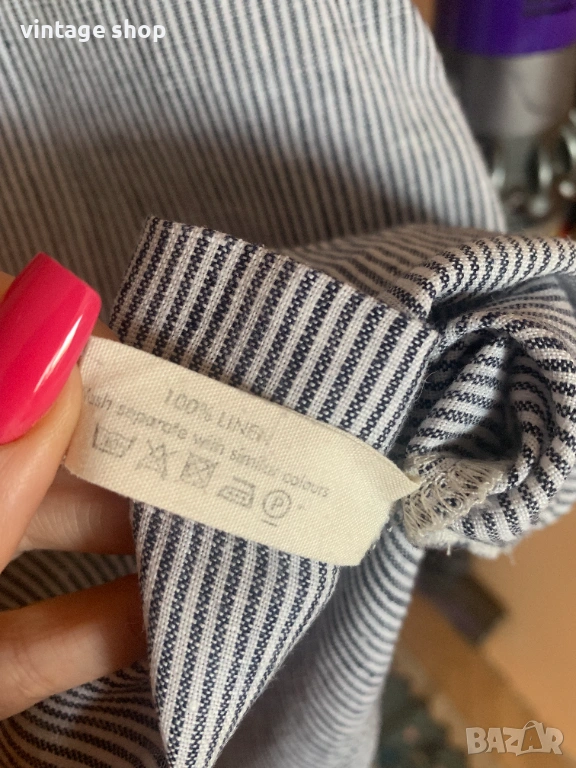 vintage shop
100% LINEN
Wash separate with similar colours
P
BAZAR